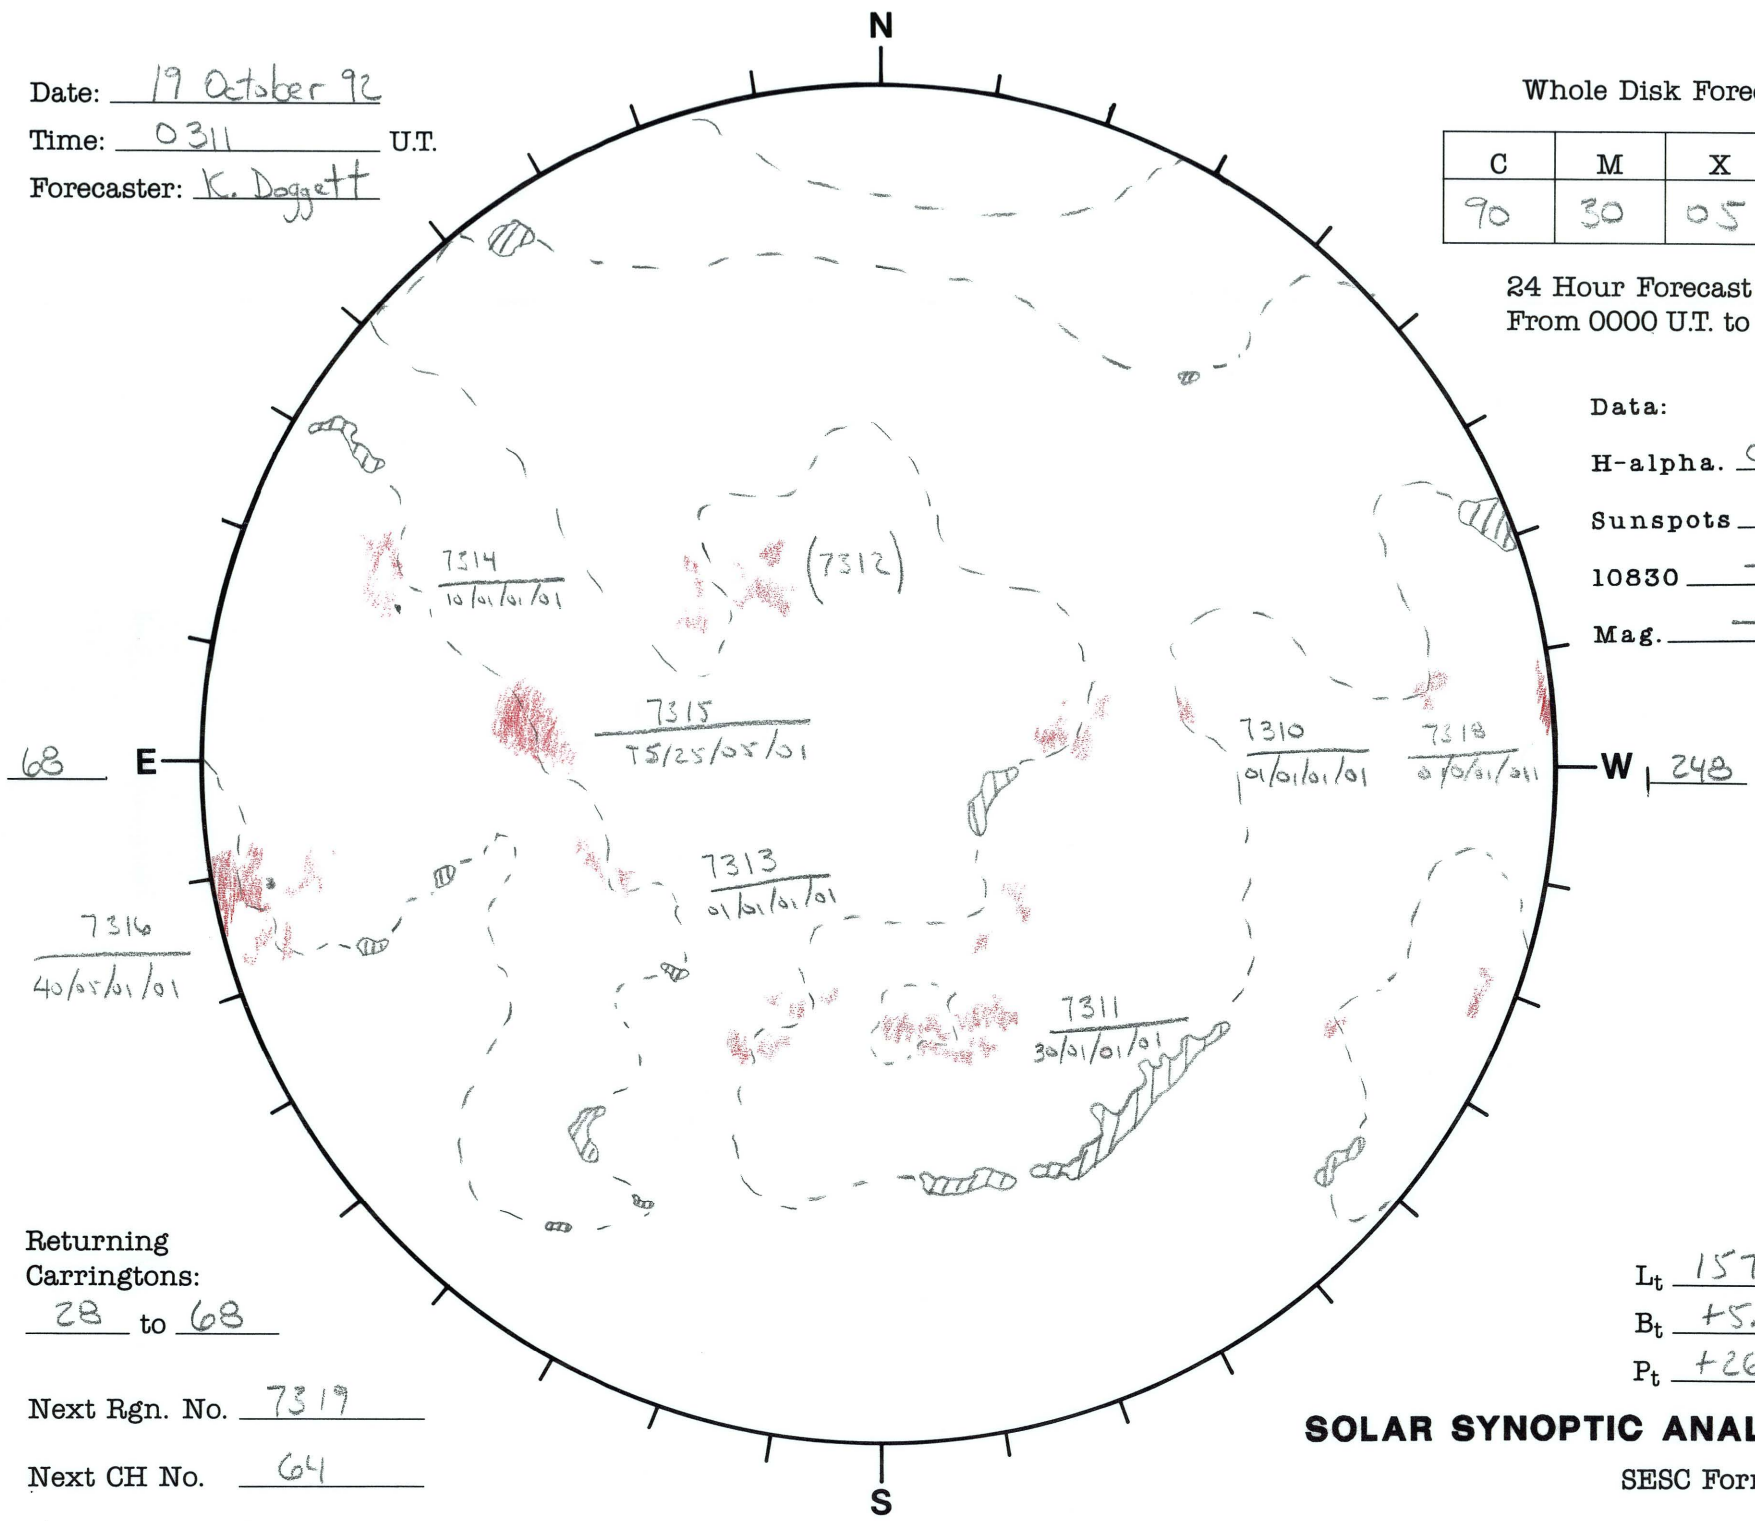 N
Date: 19 October 92
Time: 0311 U.T.
Forecaster: K. Doggett
Whole Disk Fore
C M X
90 30 05
24 Hour Forecast
From 0000 U.T. to
Data:
H-alpha.
Sunspots
10830
Mag.
7314
10/01/01/01
(7312)
7315
75/25/05/01
7310
01/01/01/01
7318
68 E
W 248
7313
01/01/01/01
7316
40/05/01/01
7311
30/01/01/01
Returning
Carringtons:
28 to 68
Next Rgn. No. 7319
Next CH No. 64
Lt 157
Bt +5.
Pt +26
SOLAR SYNOPTIC ANAL
SESC For
S